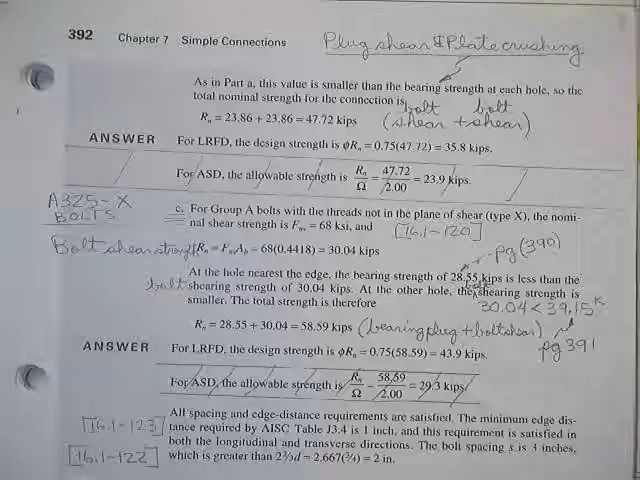 392 Chapter 7 Simple Connections
Plug shear & Plate crushing
As in Part a, this value is smaller than the bearing strength at each hole, so the
total nominal strength for the connection is
bolt bolt
Rn = 23.86 + 23.86 = 47.72 kips (shear + shear)
ANSWER For LRFD, the design strength is ϕRn = 0.75(47.72) = 35.8 kips.
For ASD, the allowable strength is Rn/Ω = 47.72/2.00 = 23.9 kips.
A325-X
BOLTS
c. For Group A bolts with the threads not in the plane of shear (type X), the nomi-
nal shear strength is Fnv = 68 ksi, and [16.1-120]
Bolt shear strength Rn = FnvAb = 68(0.4418) = 30.04 kips
pg (390)
At the hole nearest the edge, the bearing strength of 28.55 kips is less than the
bolt shearing strength of 30.04 kips. At the other hole, the bolt shearing strength is
smaller. The total strength is therefore 30.04 < 39.15 K
Rn = 28.55 + 30.04 = 58.59 kips (bearing plug + bolt shear)
pg 391
ANSWER For LRFD, the design strength is ϕRn = 0.75(58.59) = 43.9 kips.
For ASD, the allowable strength is Rn/Ω = 58.59/2.00 = 29.3 kips
All spacing and edge-distance requirements are satisfied. The minimum edge dis-
[16.1-123] tance required by AISC Table J3.4 is 1 inch, and this requirement is satisfied in
both the longitudinal and transverse directions. The bolt spacing s is 3 inches,
[16.1-122] which is greater than 2⅔d = 2.667(¾) = 2 in.